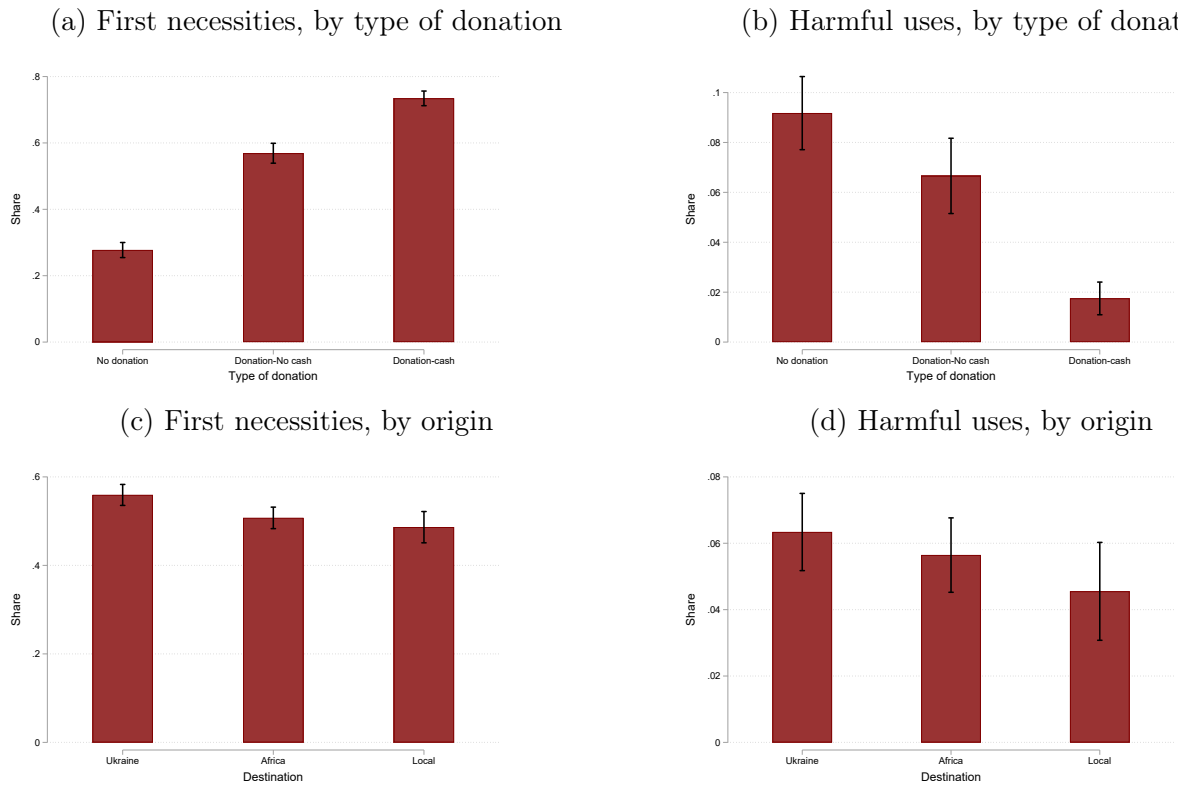 (a) First necessities, by type of donation
.8
.6
.4
.2
0
Share
No donation
Donation-No cash
Donation-cash
Type of donation
(b) Harmful uses, by type of donat
.1
.08
.06
.04
.02
0
Share
No donation
Donation-No cash
Donation-cash
Type of donation
(c) First necessities, by origin
.6
.4
.2
0
Share
Ukraine
Africa
Local
Destination
(d) Harmful uses, by origin
.08
.06
.04
.02
0
Share
Ukraine
Africa
Local
Destination